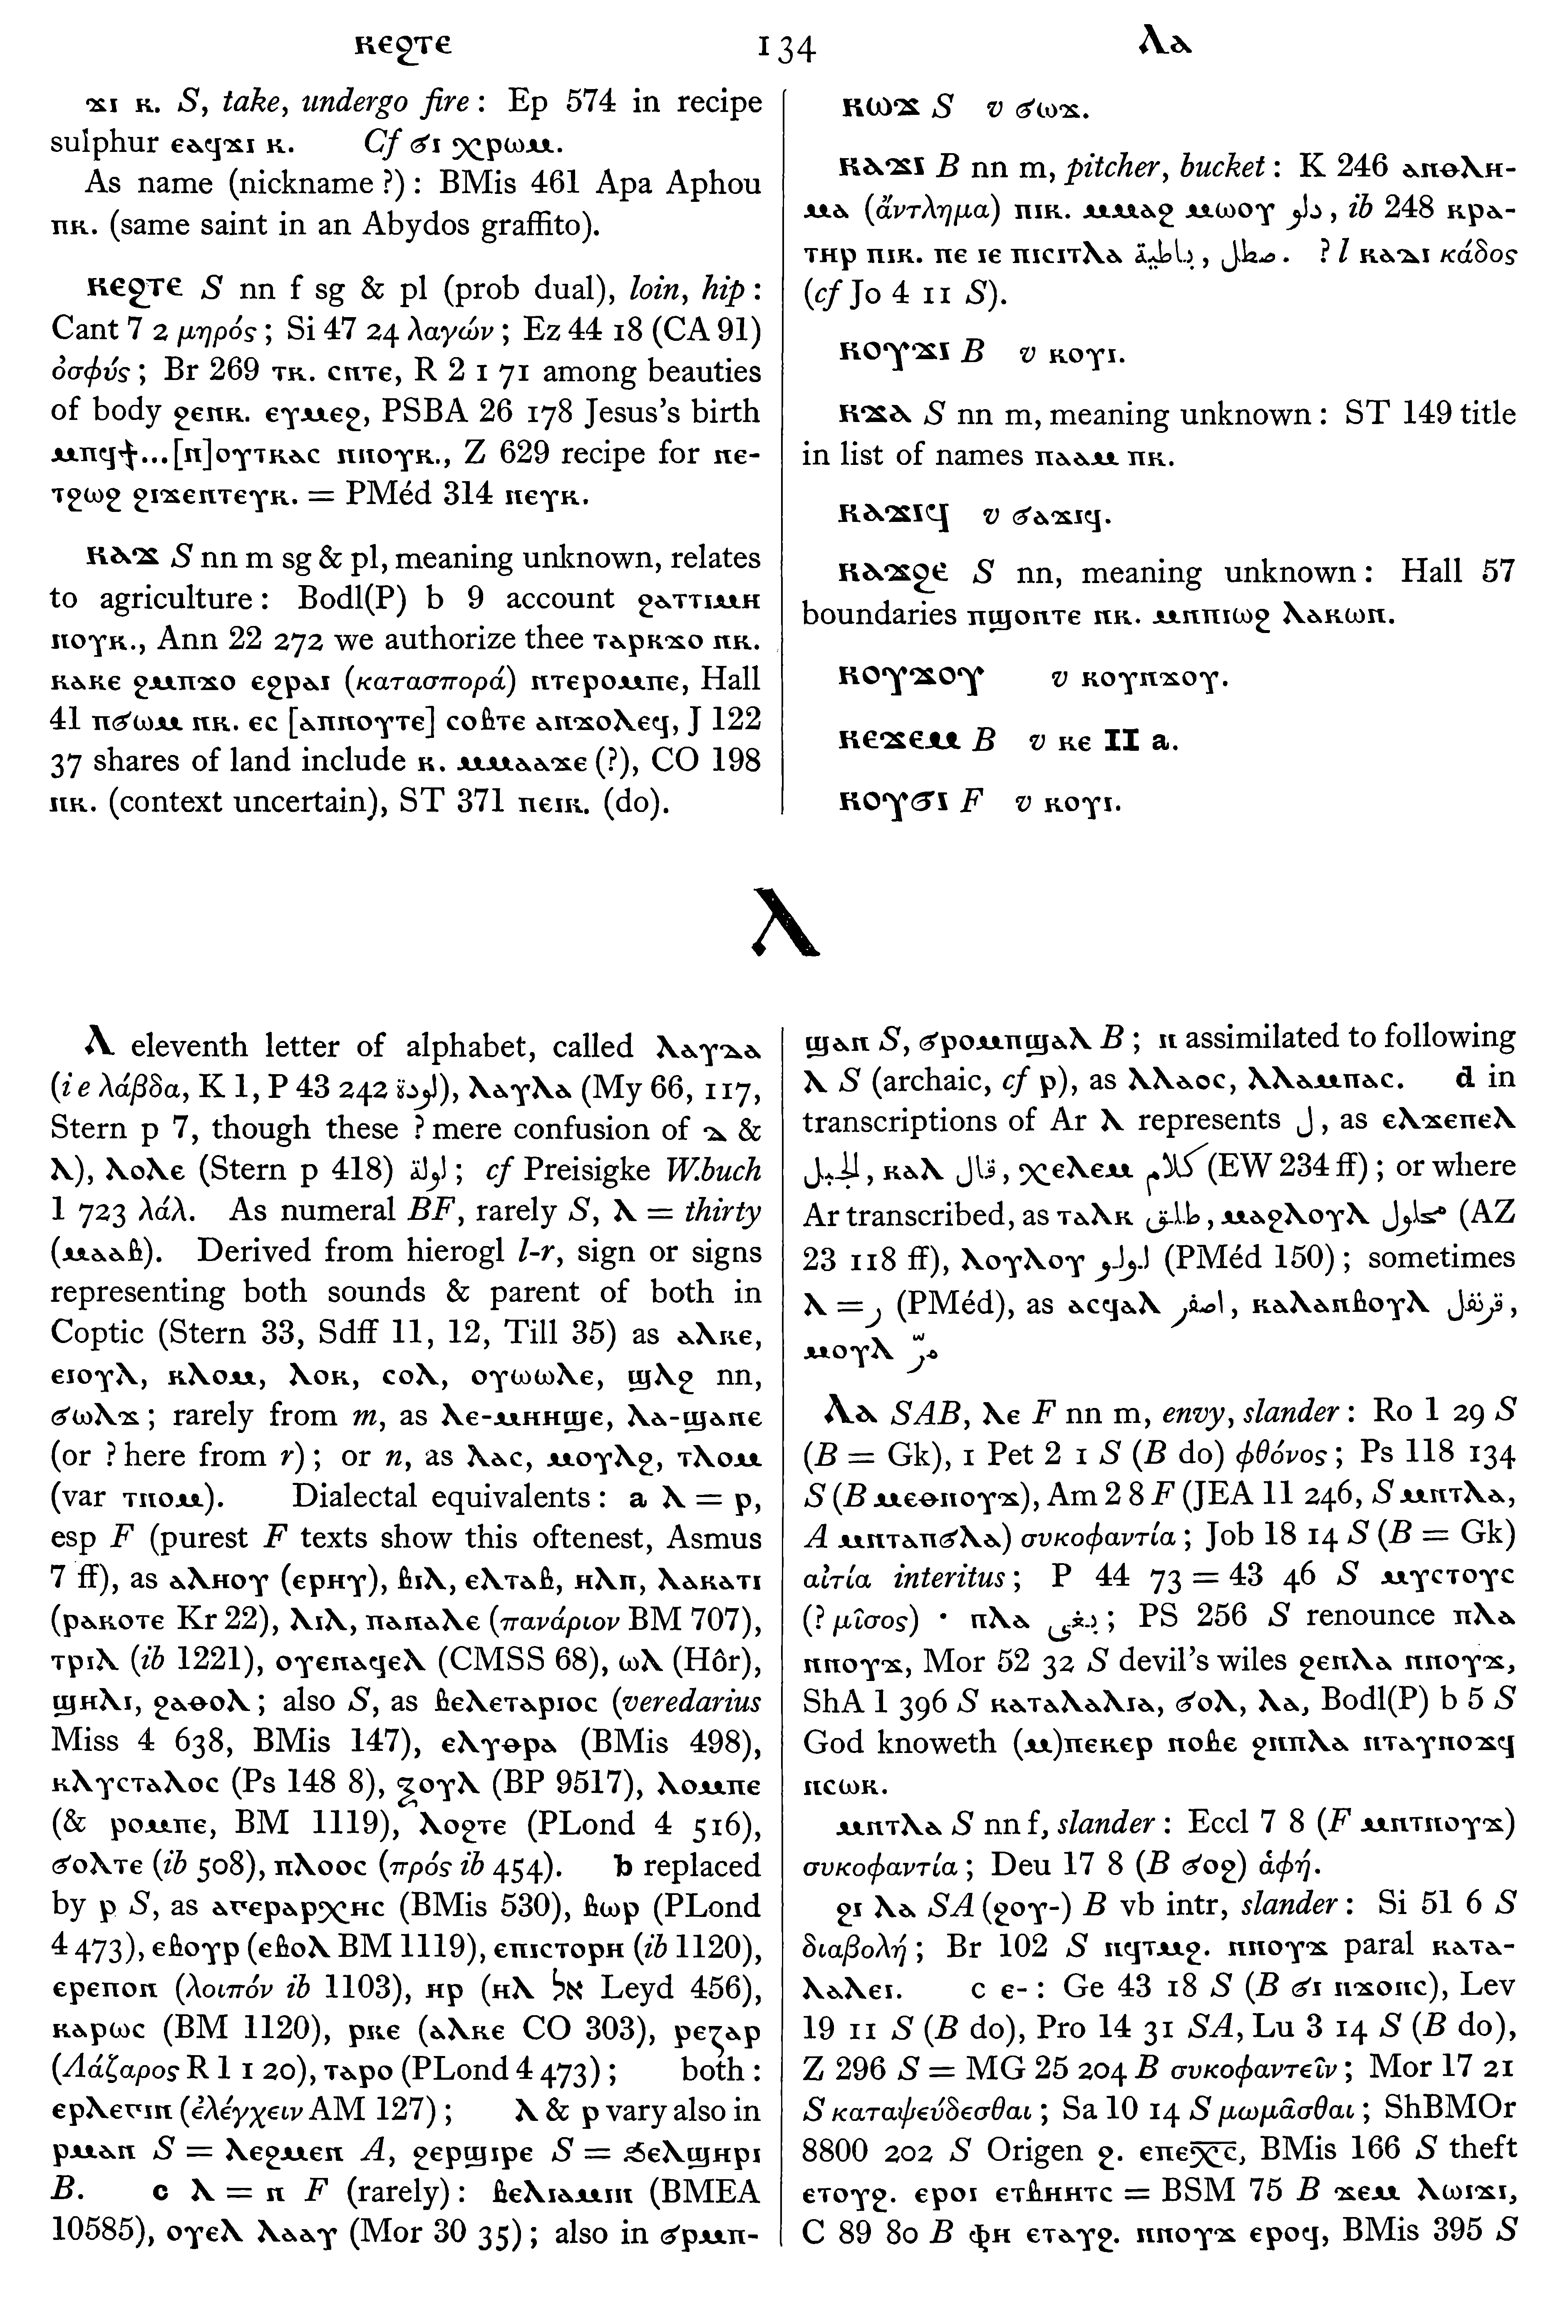 ⲕⲉϩⲧⲉ 134 ⲗⲁ
ϫⲓ ⲕ. S, take, undergo fire : Ep 574 in recipe
sulphur ⲉⲁϥϫⲓ ⲕ. Cf ϭⲓ ⲭⲣⲱⲙ.
As name (nickname ?) : BMis 461 Apa Aphou
ⲡⲕ. (same saint in an Abydos graffito).
ⲕⲉϩⲧⲉ S nn f sg & pl (prob dual), loin, hip :
Cant 7 2 μηρός ; Si 47 24 λαγών ; Ez 44 18 (CA 91)
ὀσφύς ; Br 269 ⲧⲕ. ⲥⲛⲧⲉ, R 2 1 71 among beauties
of body ϩⲉⲛⲕ. ⲉⲩⲙⲉϩ, PSBA 26 178 Jesus's birth
ⲙⲡϥϯ...[ⲛ]ⲟⲩⲧⲕⲁⲥ ⲛⲛⲟⲩⲕ., Z 629 recipe for ⲡⲉ-
ⲧϩⲱϩ ϩⲓϫⲉⲛⲧⲉⲩⲕ. = PMéd 314 ⲛⲉⲩⲕ.
ⲕⲁϫ S nn m sg & pl, meaning unknown, relates
to agriculture : Bodl(P) b 9 account ϩⲁⲧⲧⲓⲙⲏ
ⲛⲟⲩⲕ., Ann 22 272 we authorize thee ⲧⲁⲣⲕϫⲟ ⲛⲕ.
ⲕⲁⲕⲉ ϩⲙⲡϫⲟ ⲉϩⲣⲁⲓ (κατασπορά) ⲛⲧⲉⲣⲟⲙⲡⲉ, Hall
41 ⲡϭⲱⲙ ⲛⲕ. ⲉⲥ [ⲁⲡⲛⲟⲩⲧⲉ] ⲥⲟⲃⲧⲉ ⲁⲛϫⲟⲗⲉϥ, J 122
37 shares of land include ⲕ. ⲙⲙⲁⲁϫⲉ (?), CO 198
ⲛⲕ. (context uncertain), ST 371 ⲡⲉⲓⲕ. (do).
ⲕⲱϫ S v ϭⲱϫ.
ⲕⲁϫⲓ B nn m, pitcher, bucket : K 246 ⲁⲛⲑⲗⲏ-
ⲙⲁ (ἄντλημα) ⲡⲓⲕ. ⲙⲙⲁϩ ⲙⲱⲟⲩ دلو, ib 248 ⲕⲣⲁ-
ⲧⲏⲣ ⲡⲓⲕ. ⲡⲉ ⲓⲉ ⲡⲓⲥⲓⲧⲗⲁ باطية, سطل. ? l ⲕⲁⲇⲓ κάδος
(cf Jo 4 11 S).
ⲕⲟⲩϫⲓ B v ⲕⲟⲩⲓ.
ⲕϫⲁ S nn m, meaning unknown : ST 149 title
in list of names ⲡⲁⲁⲙ ⲡⲕ.
ⲕⲁϫⲓϥ v ϭⲁϫⲓϥ.
ⲕⲁϫϩⲉ S nn, meaning unknown : Hall 57
boundaries ⲡϣⲟⲛⲧⲉ ⲛⲕ. ⲙⲛⲡⲓⲱϩ ⲗⲁⲕⲱⲛ.
ⲕⲟⲩϫⲟⲩ v ⲕⲟⲩⲛϫⲟⲩ.
ⲕⲉϫⲉⲙ B v ⲕⲉ II a.
ⲕⲟⲩϭⲓ F v ⲕⲟⲩⲓ.
ⲗ
ⲗ eleventh letter of alphabet, called ⲗⲁⲩⲇⲁ
(i e λάβδα, K 1, P 43 242 لودة), ⲗⲁⲩⲗⲁ (My 66, 117,
Stern p 7, though these ? mere confusion of ⲇ &
ⲗ), ⲗⲟⲗⲉ (Stern p 418) لولة ; cf Preisigke W.buch
1 723 λάλ. As numeral BF, rarely S, ⲗ = thirty
(ⲙⲁⲁⲃ). Derived from hierogl l-r, sign or signs
representing both sounds & parent of both in
Coptic (Stern 33, Sdff 11, 12, Till 35) as ⲁⲗⲕⲉ,
ⲉⲓⲟⲩⲗ, ⲕⲗⲟⲙ, ⲗⲟⲕ, ⲥⲟⲗ, ⲟⲩⲱⲱⲗⲉ, ϣⲗϩ nn,
ϭⲱⲗϫ ; rarely from m, as ⲗⲉ-ⲙⲏⲏϣⲉ, ⲗⲁ-ϣⲁⲛⲉ
(or ? here from r) ; or n, as ⲗⲁⲥ, ⲙⲟⲩⲗϩ, ⲧⲗⲟⲙ
(var ⲧⲛⲟⲙ). Dialectal equivalents : a ⲗ = ⲣ,
esp F (purest F texts show this oftenest, Asmus
7 ff), as ⲁⲗⲏⲟⲩ (ⲉⲣⲏⲩ), ⲃⲓⲗ, ⲉⲗⲧⲁⲃ, ⲏⲗⲡ, ⲗⲁⲕⲁⲧⲓ
(ⲣⲁⲕⲟⲧⲉ Kr 22), ⲗⲓⲗ, ⲡⲁⲛⲁⲗⲉ (πανάριον BM 707),
ⲧⲣⲓⲗ (ib 1221), ⲟⲩⲉⲛⲁϥⲉⲗ (CMSS 68), ⲱⲗ (Hôr),
ϣⲏⲗⲓ, ϩⲁⲑⲟⲗ ; also S, as ⲃⲉⲗⲉⲧⲁⲣⲓⲟⲥ (veredarius
Miss 4 638, BMis 147), ⲉⲗⲩⲑⲣⲁ (BMis 498),
ⲕⲗⲩⲥⲧⲁⲗⲟⲥ (Ps 148 8), ⲝⲟⲩⲗ (BP 9517), ⲗⲟⲙⲡⲉ
(& ⲣⲟⲙⲡⲉ, BM 1119), ⲗⲟϩⲧⲉ (PLond 4 516),
ϭⲟⲗⲧⲉ (ib 508), ⲡⲗⲟⲟⲥ (πρός ib 454). b replaced
by ⲣ S, as ⲁⲅⲉⲣⲁⲣⲭⲏⲥ (BMis 530), ⲃⲱⲣ (PLond
4 473), ⲉⲃⲟⲩⲣ (ⲉⲃⲟⲗ BM 1119), ⲉⲡⲓⲥⲧⲟⲣⲏ (ib 1120),
ⲉⲣⲉⲡⲟⲛ (λοιπόν ib 1103), ⲏⲣ (ⲏⲗ אל Leyd 456),
ⲕⲁⲣⲱⲥ (BM 1120), ⲣⲕⲉ (ⲁⲗⲕⲉ CO 303), ⲣⲉⲍⲁⲣ
(Λάζαρος R 1 1 20), ⲧⲁⲣⲟ (PLond 4 473) ; both :
ⲉⲣⲗⲉⲅⲓⲛ (ἐλέγχειν AM 127) ; ⲗ & ⲣ vary also in
ⲣⲙⲁⲛ S = ⲗⲉϩⲙⲉⲛ A, ϩⲉⲣϣⲓⲣⲉ S = ϧⲉⲗϣⲏⲣⲓ
B. c ⲗ = ⲛ F (rarely) : ⲃⲉⲗⲓⲁⲙⲓⲛ (BMEA
10585), ⲟⲩⲉⲗ ⲗⲁⲁⲩ (Mor 30 35) ; also in ϭⲣⲙⲡ-
ϣⲁⲛ S, ϭⲣⲟⲙⲡϣⲁⲗ B ; ⲛ assimilated to following
ⲗ S (archaic, cf ⲣ), as ⲗⲗⲁⲟⲥ, ⲗⲗⲁⲙⲡⲁⲥ. d in
transcriptions of Ar ⲗ represents ل, as ⲉⲗϫⲉⲡⲉⲗ
الجبل, ⲕⲁⲗ قال, ⲭⲉⲗⲉⲙ كلام (EW 234 ff) ; or where
Ar transcribed, as ⲧⲁⲗⲕ طلق, ⲙⲁϩⲗⲟⲩⲗ محلول (AZ
23 118 ff), ⲗⲟⲩⲗⲟⲩ لولو (PMéd 150) ; sometimes
ⲗ = ر (PMéd), as ⲁⲥϥⲁⲗ اصفر, ⲕⲁⲗⲁⲛⲃⲟⲩⲗ قرنفل,
ⲙⲟⲩⲗ مرّ
ⲗⲁ SAB, ⲗⲉ F nn m, envy, slander : Ro 1 29 S
(B = Gk), 1 Pet 2 1 S (B do) φθόνος ; Ps 118 134
S (B ⲙⲉⲑⲛⲟⲩϫ), Am 2 8 F (JEA 11 246, S ⲙⲛⲧⲗⲁ,
A ⲙⲛⲧⲁⲛϭⲗⲁ) συκοφαντία ; Job 18 14 S (B = Gk)
αἰτία interitus ; P 44 73 = 43 46 S ⲙⲩⲥⲧⲟⲩⲥ
(? μῖσος) · ⲡⲗⲁ بغى ; PS 256 S renounce ⲡⲗⲁ
ⲛⲛⲟⲩϫ, Mor 52 32 S devil's wiles ϩⲉⲛⲗⲁ ⲛⲛⲟⲩϫ,
ShA 1 396 S ⲕⲁⲧⲁⲗⲁⲗⲓⲁ, ϭⲟⲗ, ⲗⲁ, Bodl(P) b 5 S
God knoweth (ⲙ)ⲡⲉⲕⲉⲣ ⲛⲟⲃⲉ ϩⲙⲡⲗⲁ ⲛⲧⲁⲩⲛⲟϫϥ
ⲛⲥⲱⲕ.
ⲙⲛⲧⲗⲁ S nn f, slander : Eccl 7 8 (F ⲙⲛⲧⲛⲟⲩϫ)
συκοφαντία ; Deu 17 8 (B ϭⲟϩ) ἁφή.
ϩⲓ ⲗⲁ SA (ϩⲟⲩ-) B vb intr, slander : Si 51 6 S
διαβολή ; Br 102 S ⲛϥⲧⲙϩ. ⲛⲛⲟⲩϫ paral ⲕⲁⲧⲁ-
ⲗⲁⲗⲉⲓ. c ⲉ- : Ge 43 18 S (B ϭⲓ ⲛϫⲟⲛⲥ), Lev
19 11 S (B do), Pro 14 31 SA, Lu 3 14 S (B do),
Z 296 S = MG 25 204 B συκοφαντεῖν ; Mor 17 21
S καταψεύδεσθαι ; Sa 10 14 S μωμᾶσθαι ; ShBMOr
8800 202 S Origen ϩ. ⲉⲡⲉⲭ̅ⲥ̅, BMis 166 S theft
ⲉⲧⲟⲩϩ. ⲉⲣⲟⲓ ⲉⲧⲃⲏⲏⲧⲥ = BSM 75 B ϫⲉⲙ ⲗⲱⲓϫⲓ,
C 89 80 B ⲫⲏ ⲉⲧⲁⲩϩ. ⲛⲛⲟⲩϫ ⲉⲣⲟϥ, BMis 395 S